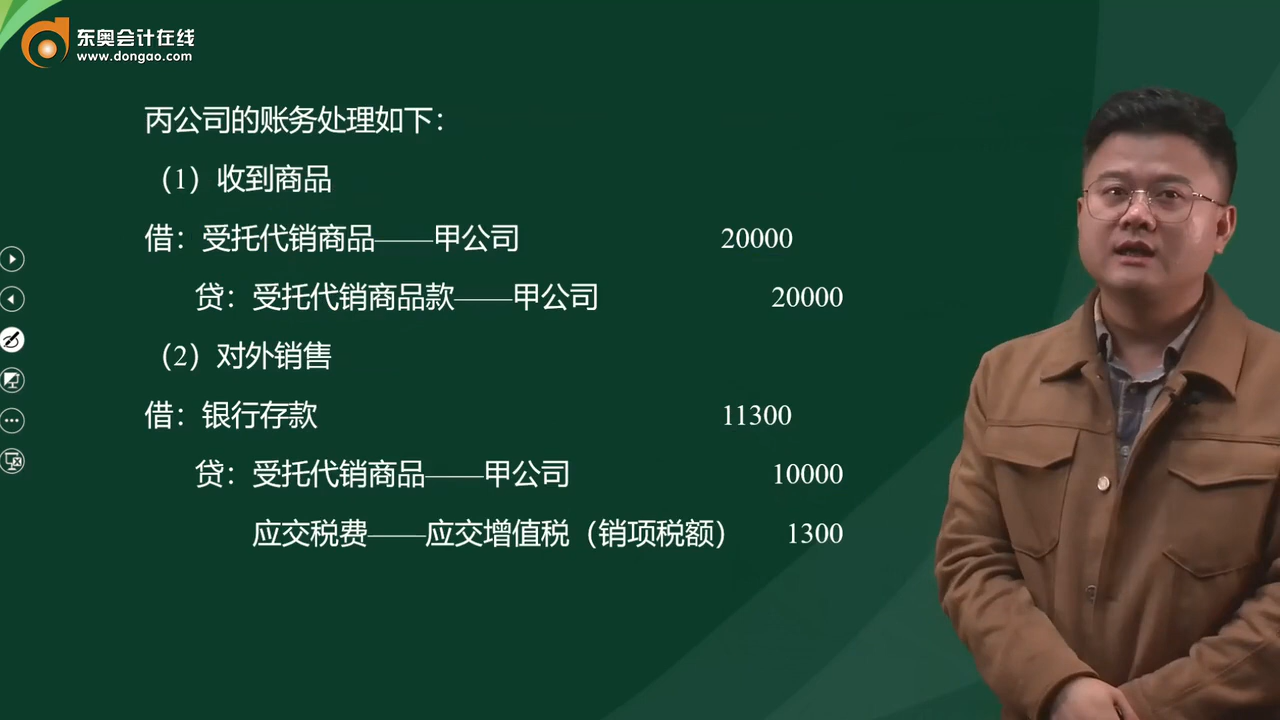 东奥会计在线
www.dongao.com
丙公司的账务处理如下：
（1）收到商品
借：受托代销商品——甲公司 20000
贷：受托代销商品款——甲公司 20000
（2）对外销售
借：银行存款 11300
贷：受托代销商品——甲公司 10000
应交税费——应交增值税（销项税额） 1300